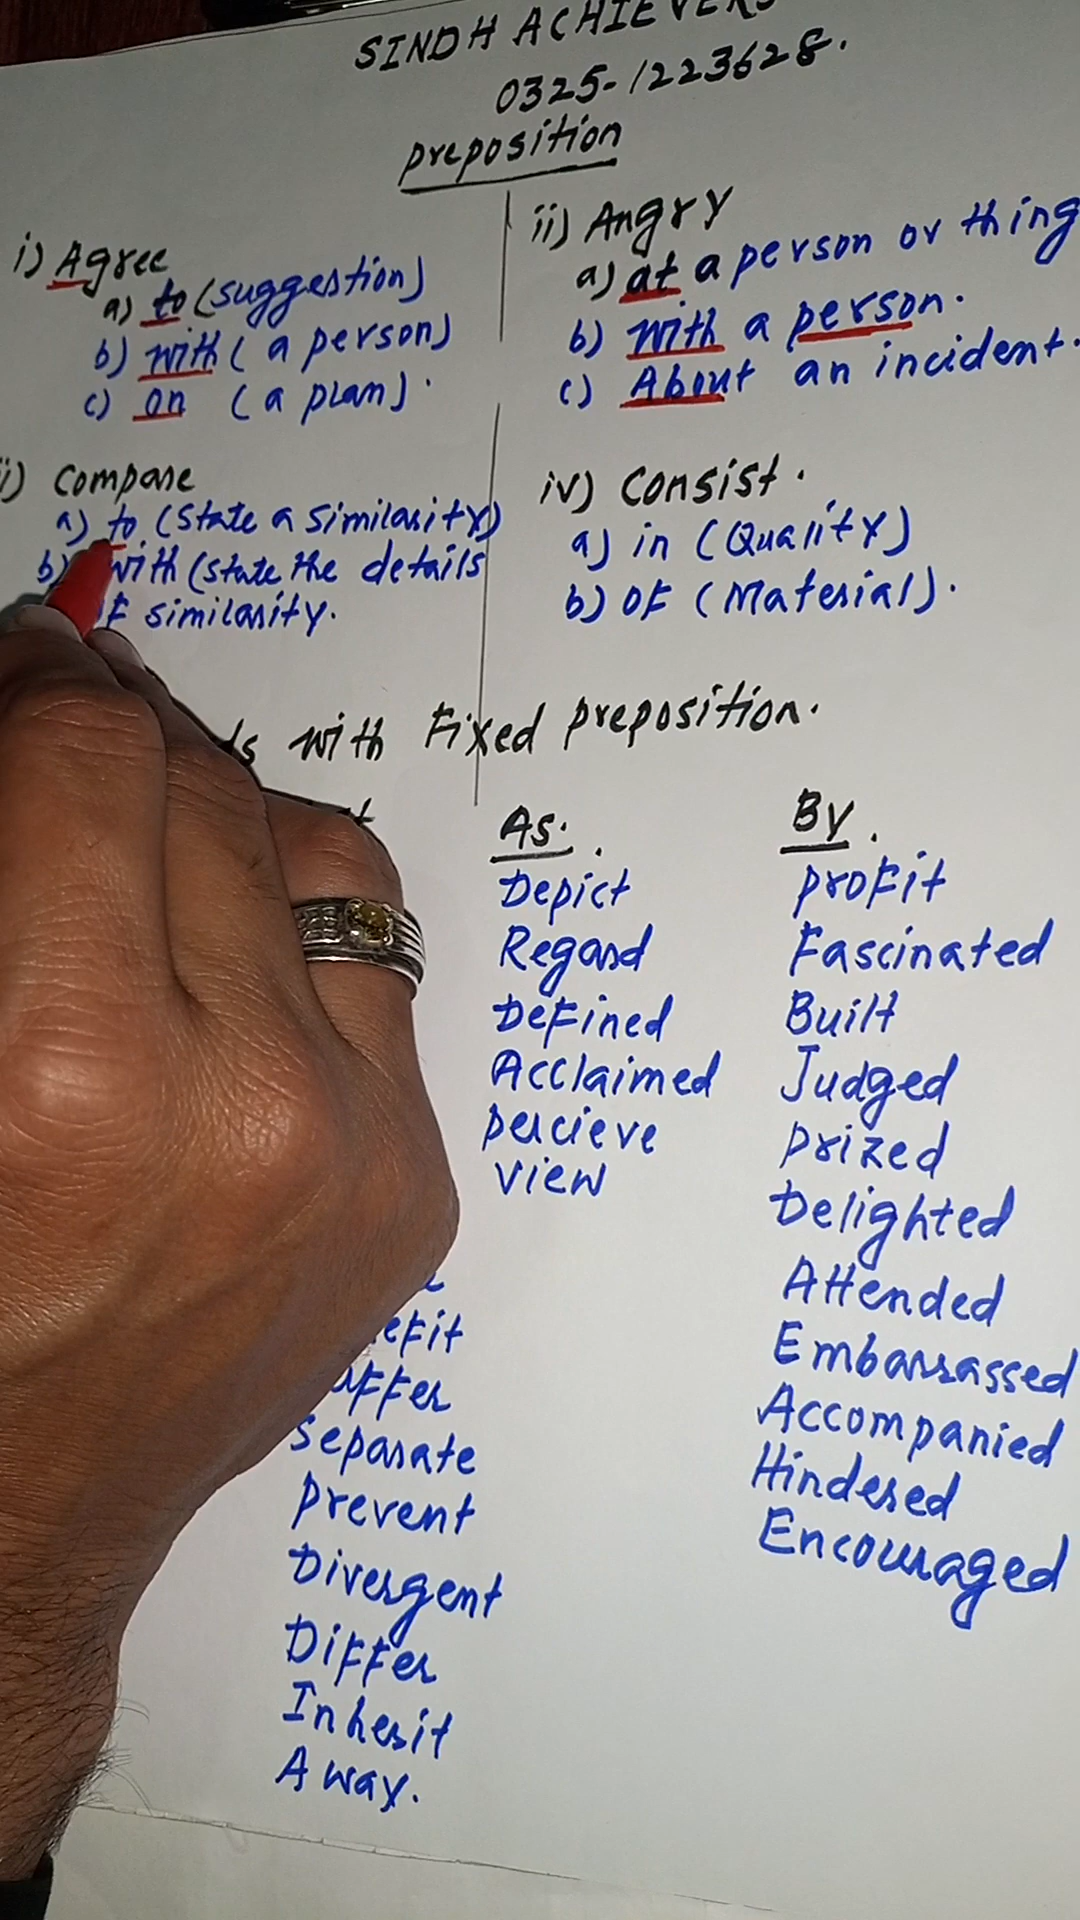 SINDH ACHIEVERS
0325-1223628.
preposition
i) Agree
a) to (suggestion)
b) with (a person)
c) on (a plan).
ii) Angry
a) at a person or thing
b) with a person.
c) About an incident.
i) Compare
a) to (State a Similarity)
b) with (state the details
of similarity.
iv) Consist.
a) in (Quality)
b) of (Material).
with Fixed preposition.
As.
Depict
Regard
Defined
Acclaimed
percieve
view
By.
profit
Fascinated
Built
Judged
prized
Delighted
Attended
Embarrassed
Accompanied
Hindered
Encouraged
separate
prevent
Divergent
Differ
Inherit
Away.